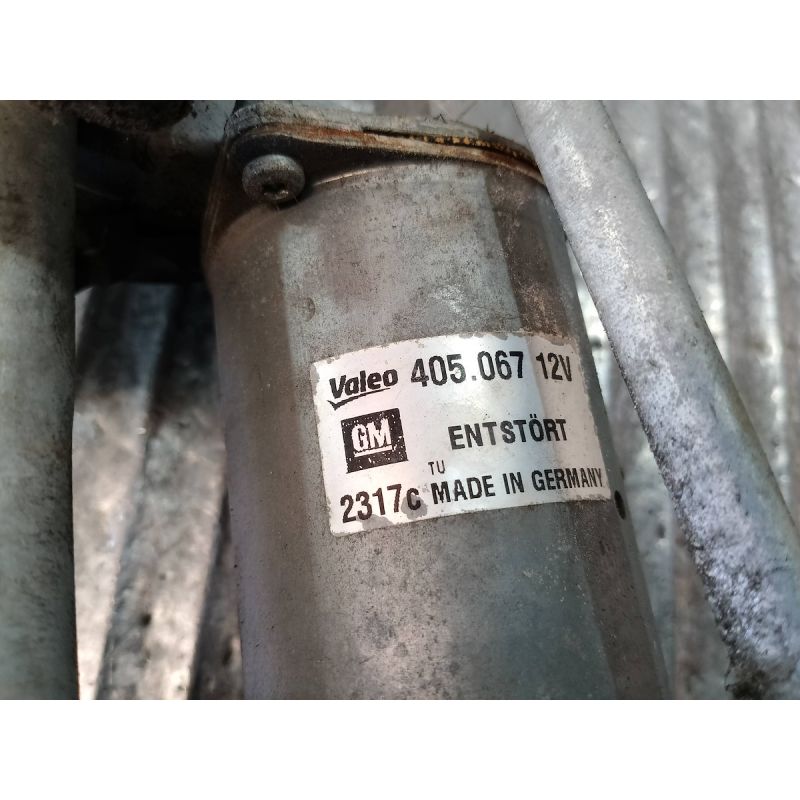 Valeo 405.067 12V
GM ENTSTÖRT
TU
2317c MADE IN GERMANY